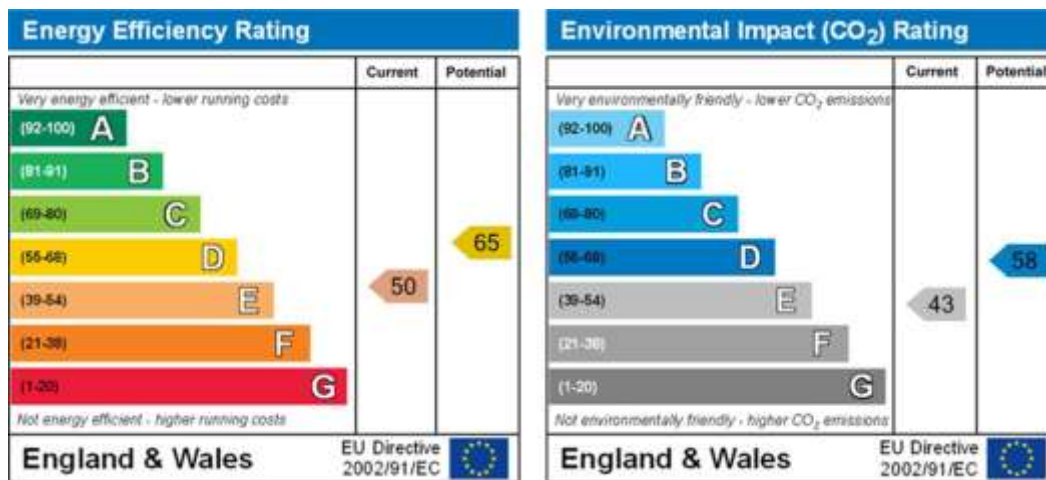 Energy Efficiency Rating
Current Potential
Very energy efficient - lower running costs
(92-100) A
(81-91) B
(69-80) C
(55-68) D
(39-54) E
(21-38) F
(1-20) G
50
65
Not energy efficient - higher running costs
England & Wales
EU Directive
2002/91/EC
Environmental Impact (CO₂) Rating
Current Potential
Very environmentally friendly - lower CO₂ emissions
(92-100) A
(81-91) B
(69-80) C
(55-68) D
(39-54) E
(21-38) F
(1-20) G
43
58
Not environmentally friendly - higher CO₂ emissions
England & Wales
EU Directive
2002/91/EC